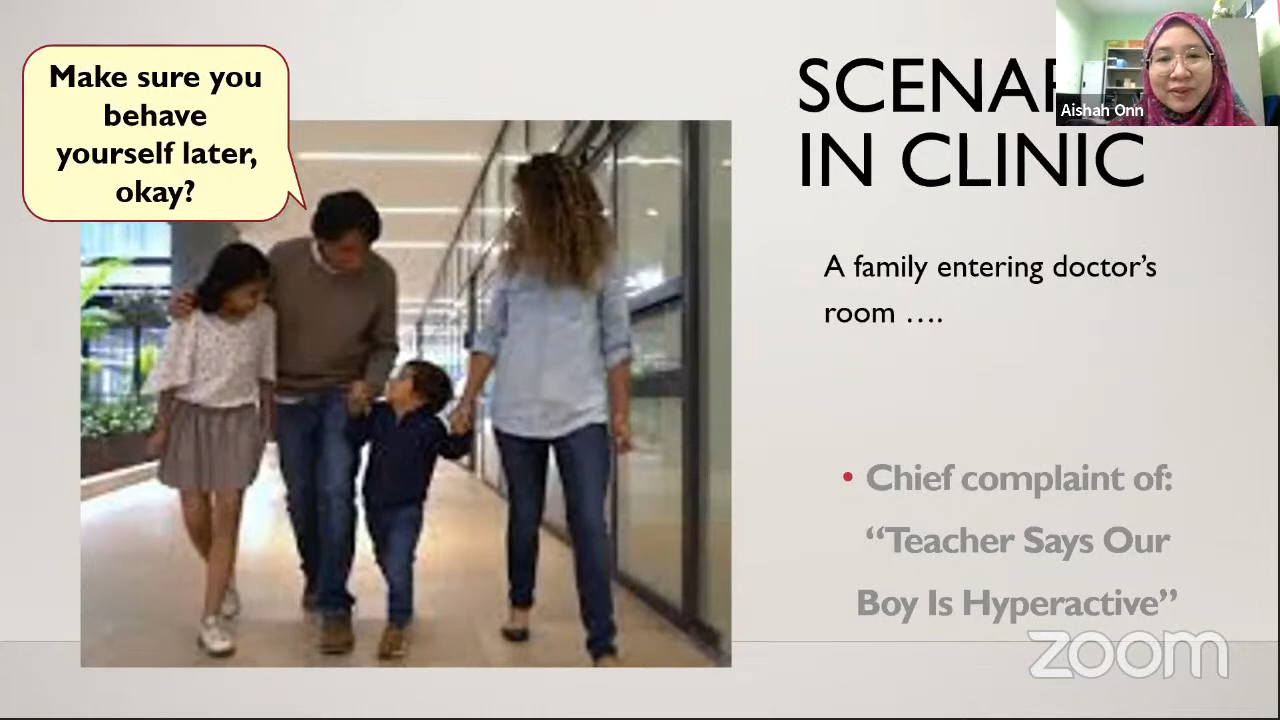 Make sure you
behave
yourself later,
okay?
SCENAR
IN CLINIC
Aishah Onn
A family entering doctor’s
room ….
• Chief complaint of:
“Teacher Says Our
Boy Is Hyperactive”
zoom